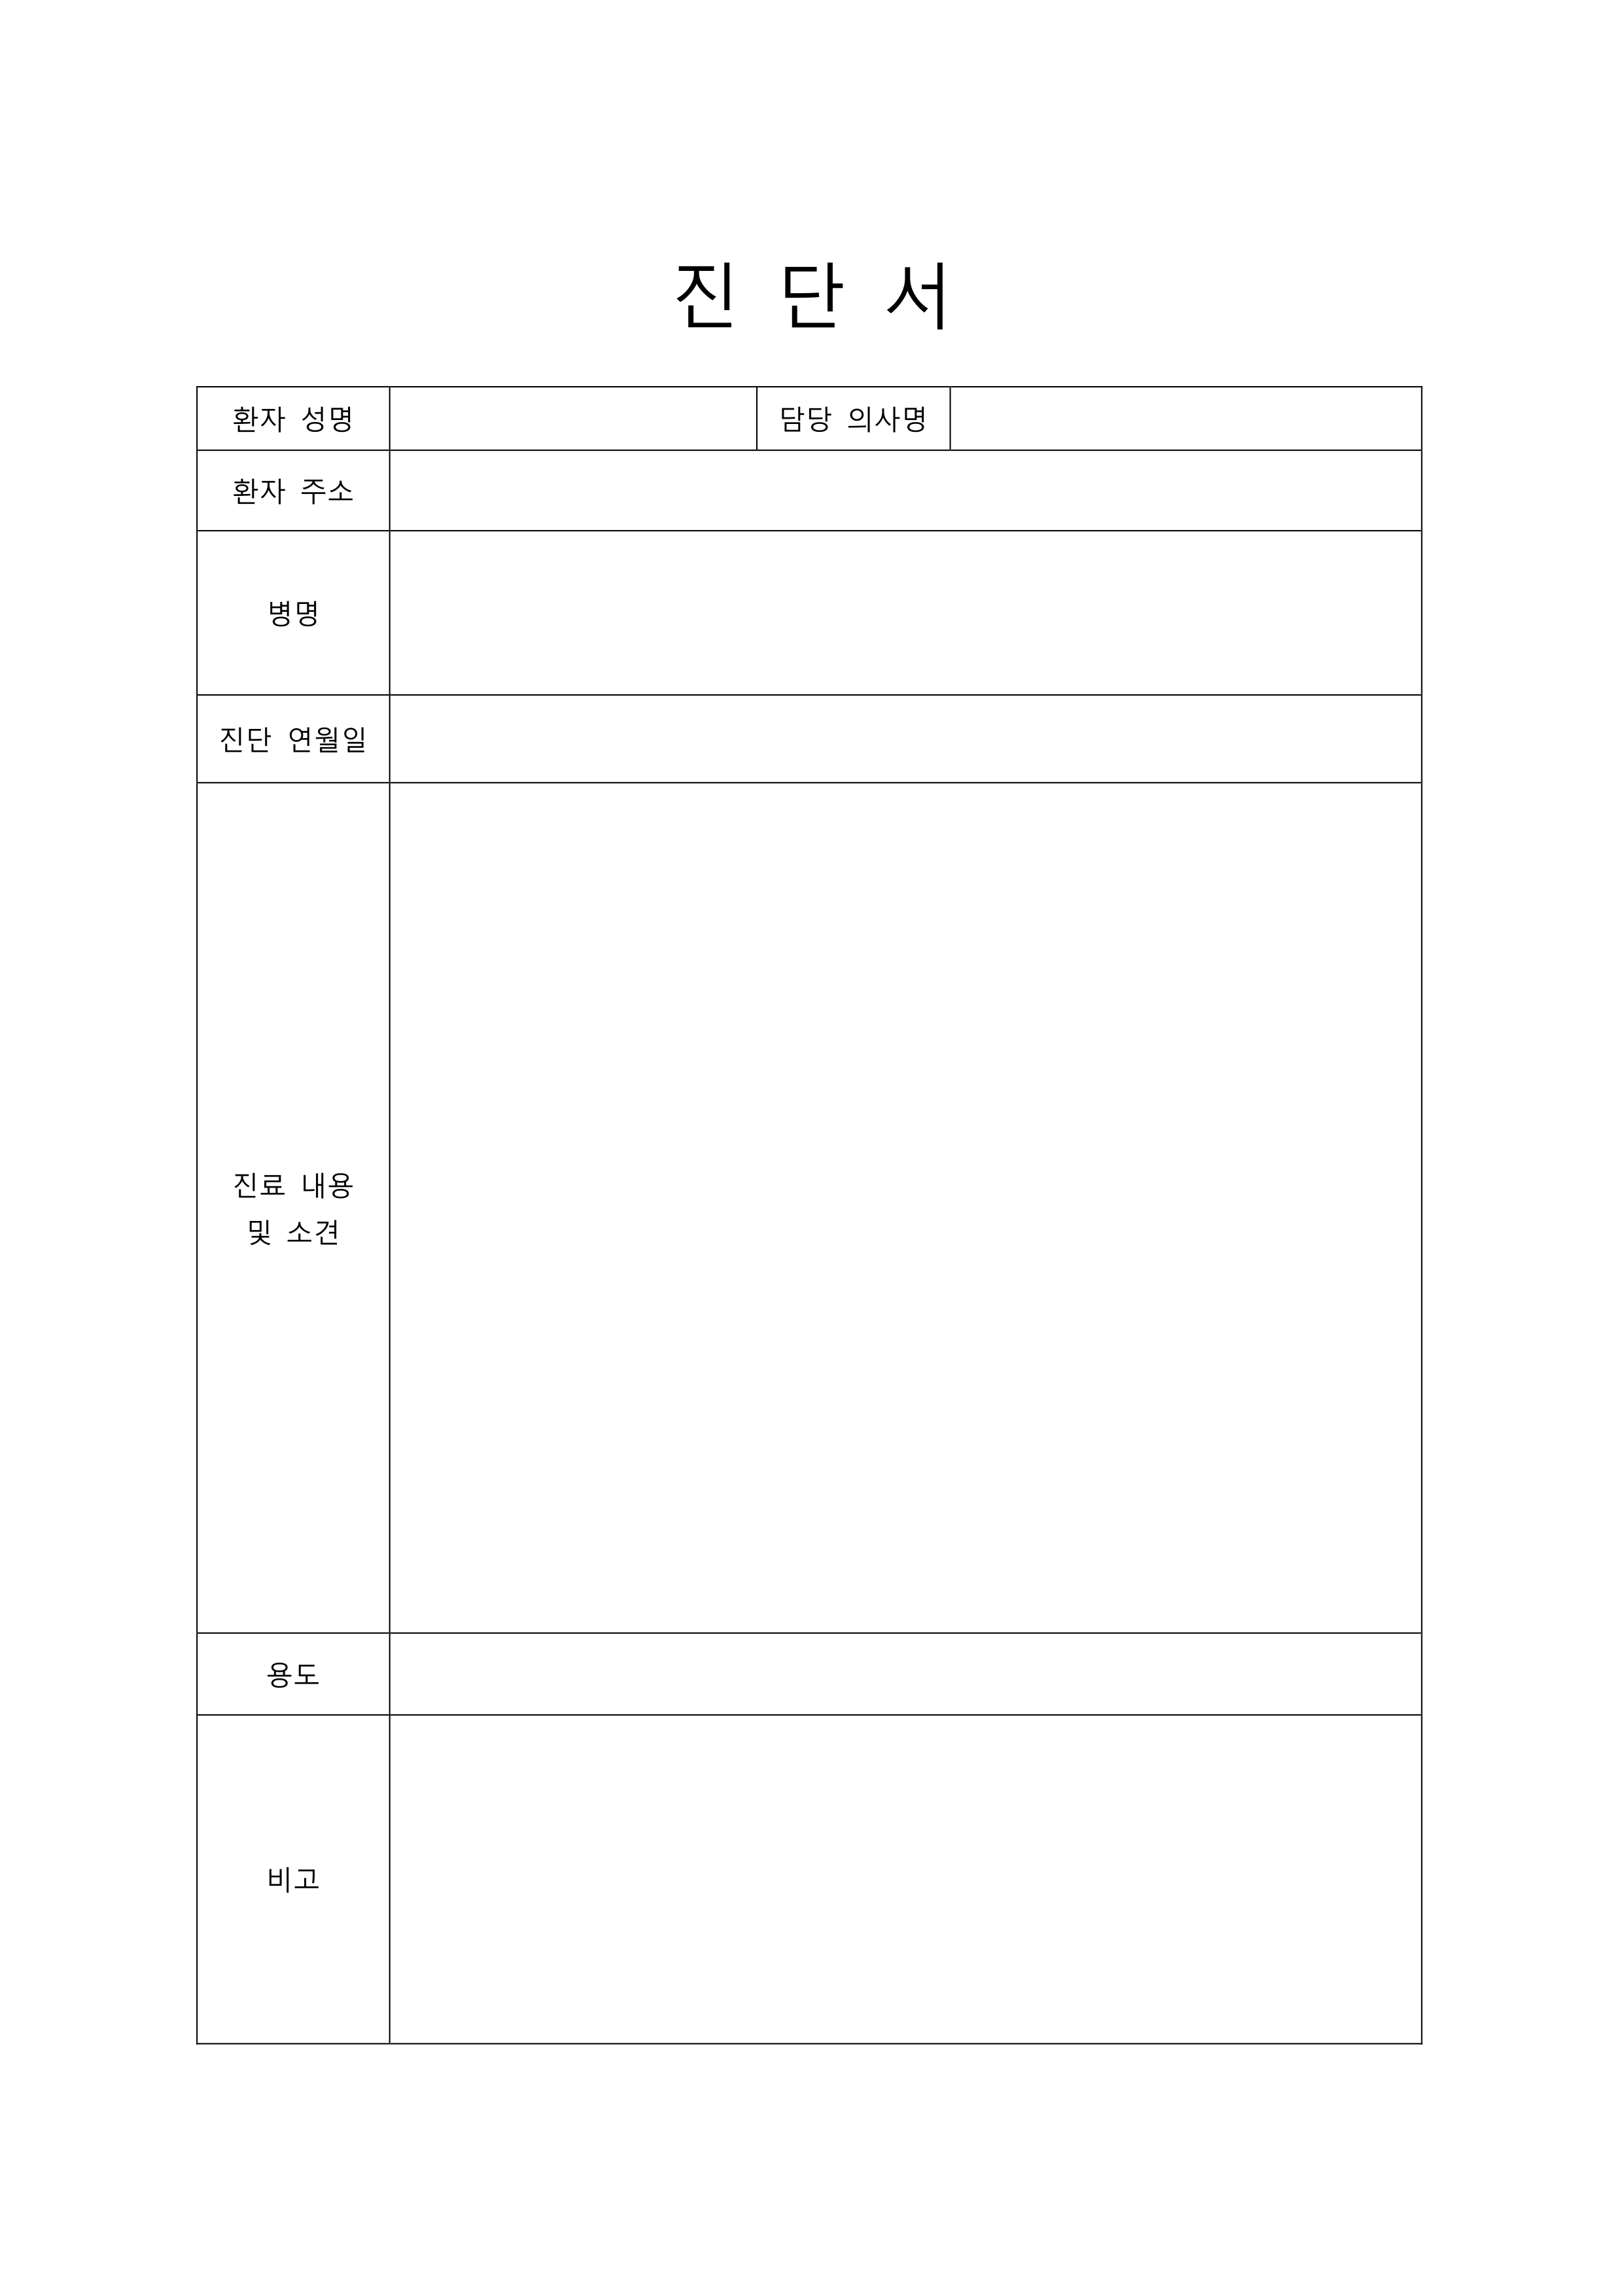 진 단 서
환자 성명 담당 의사명
환자 주소
병명
진단 연월일
진료 내용
및 소견
용도
비고